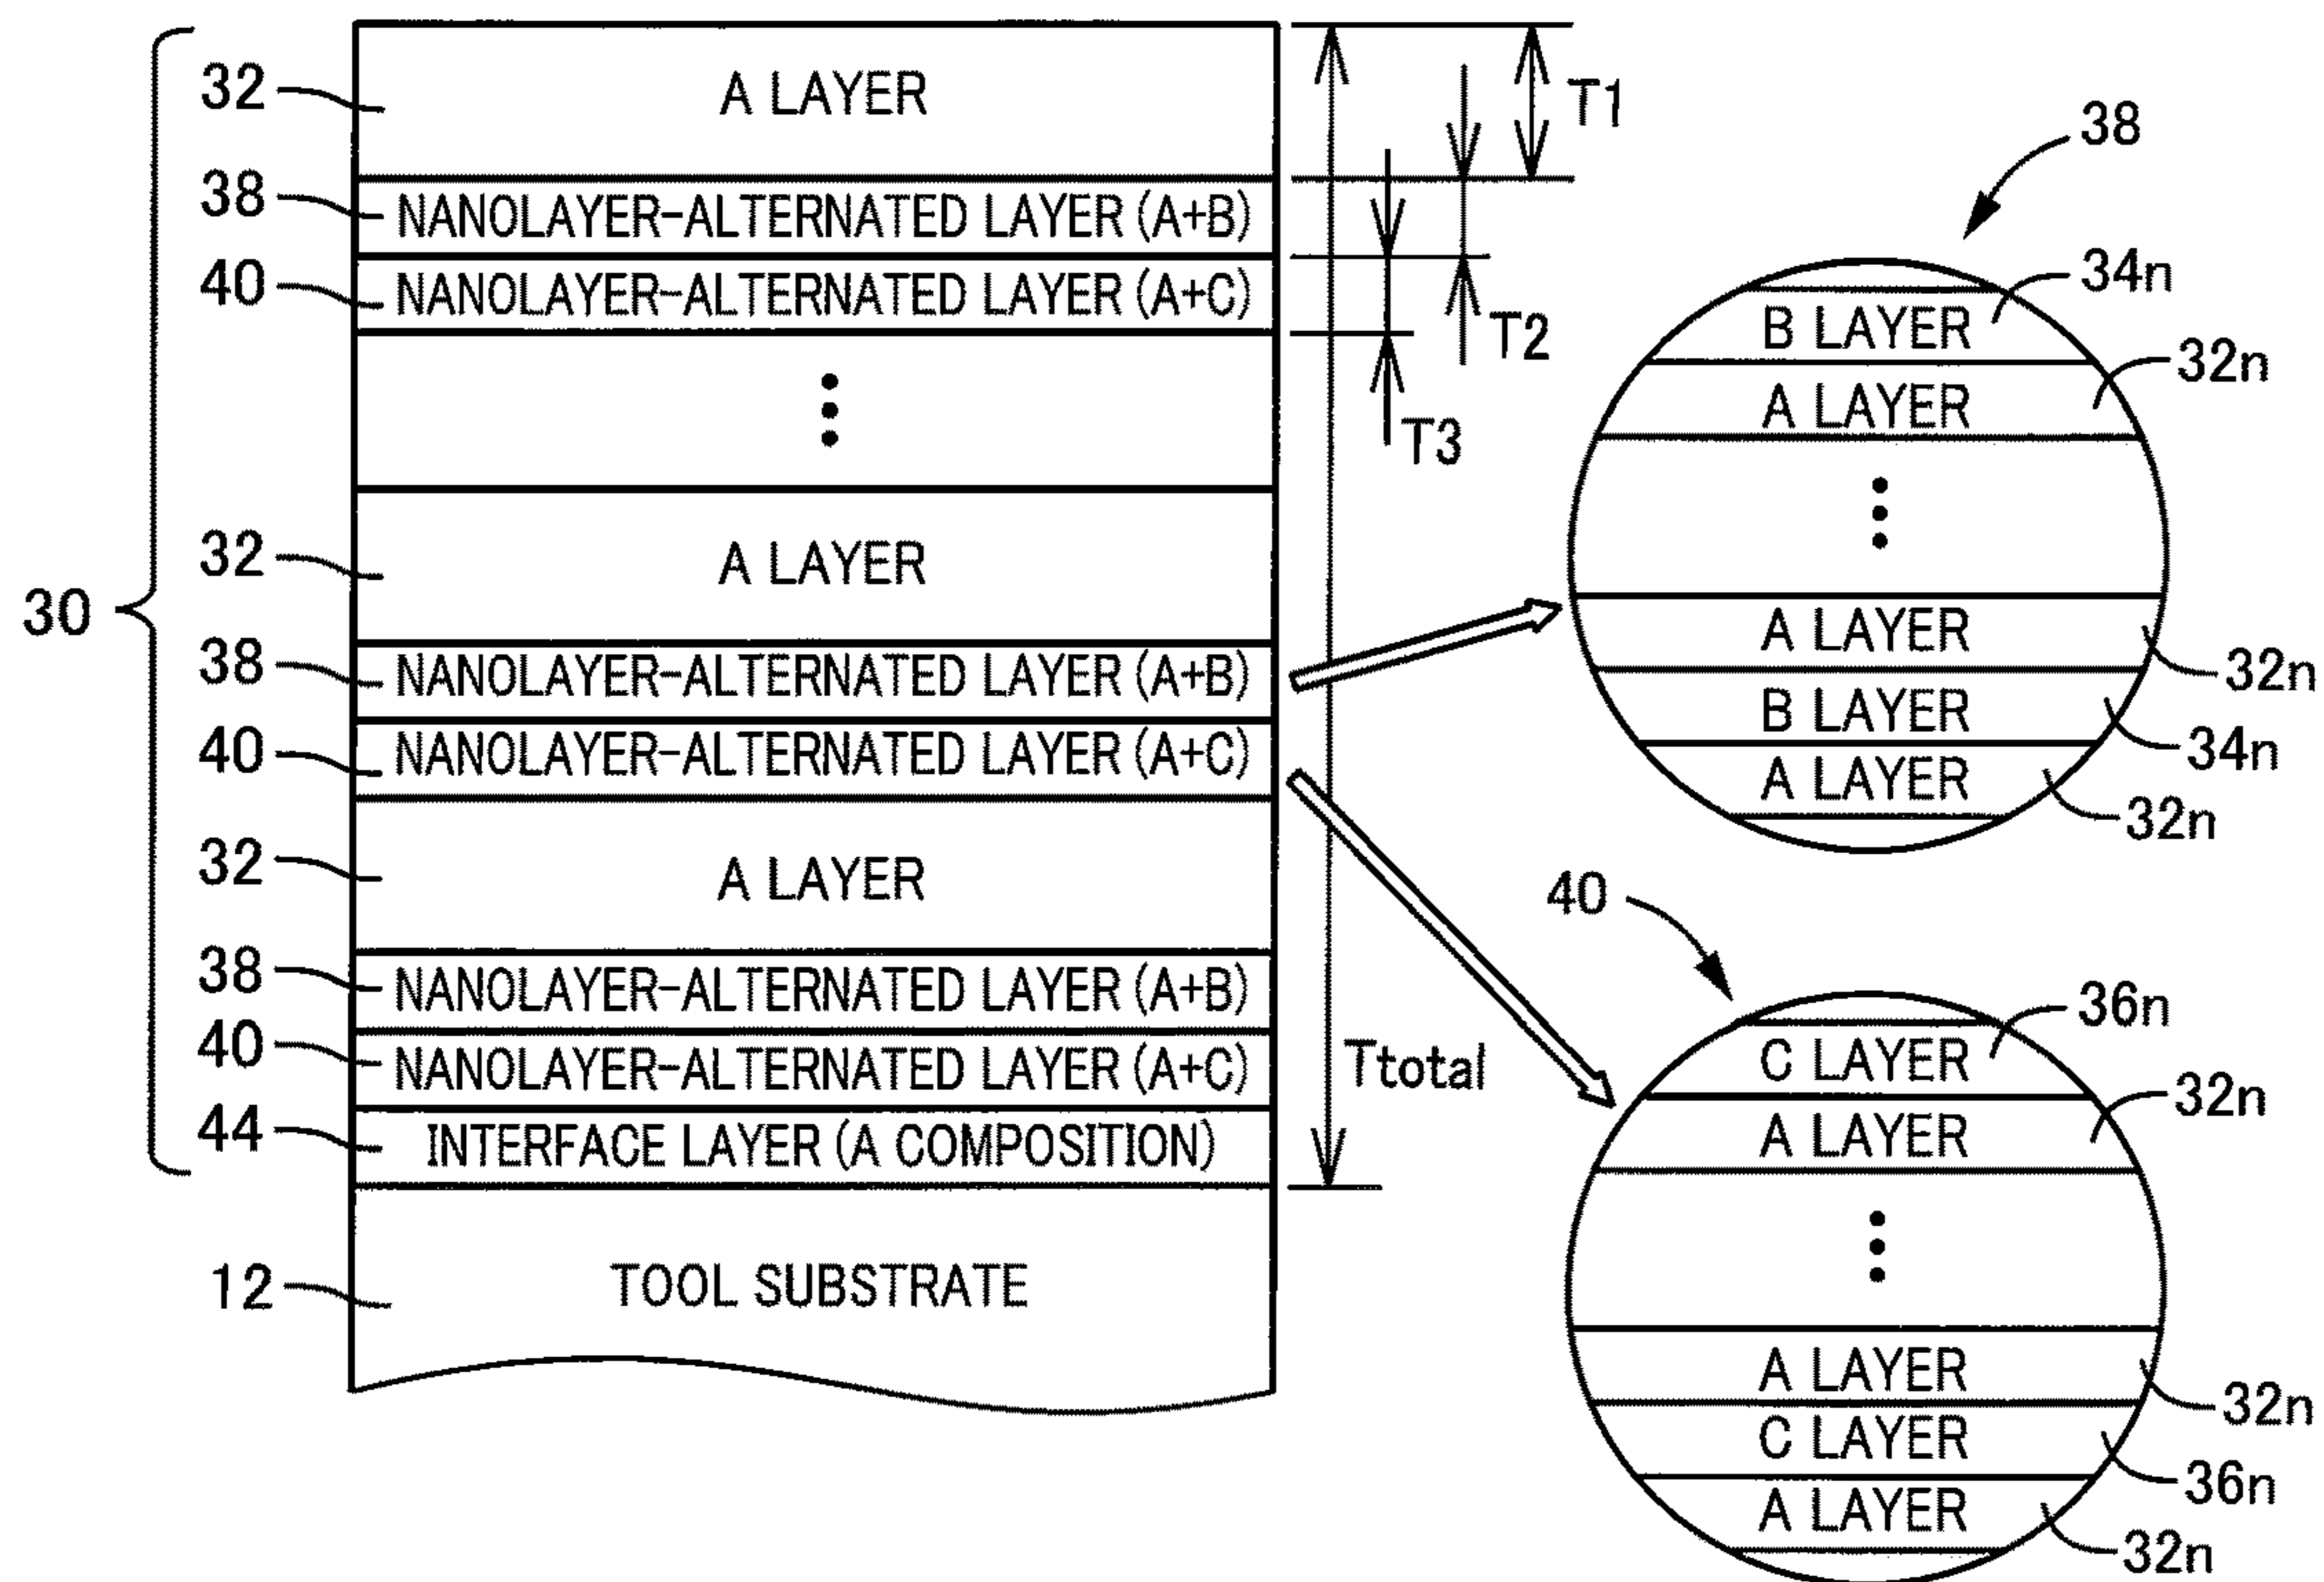 32 A LAYER
38 NANOLAYER-ALTERNATED LAYER (A+B)
40 NANOLAYER-ALTERNATED LAYER (A+C)
32 A LAYER
30
38 NANOLAYER-ALTERNATED LAYER (A+B)
40 NANOLAYER-ALTERNATED LAYER (A+C)
32 A LAYER
38 NANOLAYER-ALTERNATED LAYER (A+B)
40 NANOLAYER-ALTERNATED LAYER (A+C)
44 INTERFACE LAYER (A COMPOSITION)
12 TOOL SUBSTRATE
T1
T2
T3
Ttotal
38
B LAYER 34n
A LAYER 32n
A LAYER 32n
B LAYER 34n
A LAYER 32n
40
C LAYER 36n
A LAYER 32n
A LAYER 32n
C LAYER 36n
A LAYER 32n